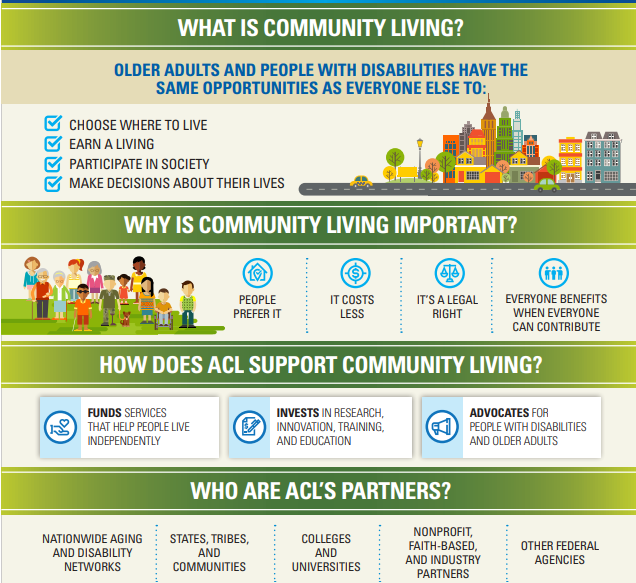 WHAT IS COMMUNITY LIVING?
OLDER ADULTS AND PEOPLE WITH DISABILITIES HAVE THE
SAME OPPORTUNITIES AS EVERYONE ELSE TO:
CHOOSE WHERE TO LIVE
EARN A LIVING
PARTICIPATE IN SOCIETY
MAKE DECISIONS ABOUT THEIR LIVES
WHY IS COMMUNITY LIVING IMPORTANT?
PEOPLE
PREFER IT
IT COSTS
LESS
IT'S A LEGAL
RIGHT
EVERYONE BENEFITS
WHEN EVERYONE
CAN CONTRIBUTE
HOW DOES ACL SUPPORT COMMUNITY LIVING?
FUNDS SERVICES
THAT HELP PEOPLE LIVE
INDEPENDENTLY
INVESTS IN RESEARCH,
INNOVATION, TRAINING,
AND EDUCATION
ADVOCATES FOR
PEOPLE WITH DISABILITIES
AND OLDER ADULTS
WHO ARE ACL'S PARTNERS?
NATIONWIDE AGING
AND DISABILITY
NETWORKS
STATES, TRIBES,
AND
COMMUNITIES
COLLEGES
AND
UNIVERSITIES
NONPROFIT,
FAITH-BASED,
AND INDUSTRY
PARTNERS
OTHER FEDERAL
AGENCIES